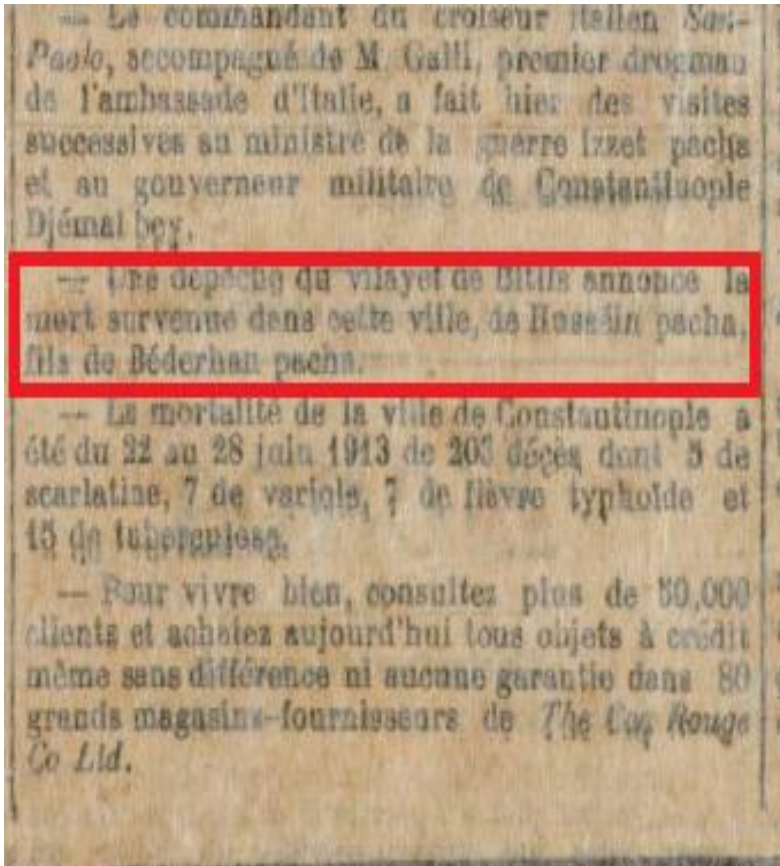 — Le commandant du croiseur italien San-
Paolo, accompagné de M. Galli, premier drogman
de l'ambassade d'Italie, a fait hier des visites
successives au ministre de la guerre Izzet pacha
et au gouverneur militaire de Constantinople
Djémal bey.
— Une dépêche du vilayet de Bitlis annonce la
mort survenue dans cette ville, de Hussein pacha,
fils de Béderhan pacha.
— La mortalité de la ville de Constantinople a
été du 22 au 28 juin 1913 de 203 décès dont 5 de
scarlatine, 7 de variole, 7 de fièvre typhoïde et
15 de tuberculose.
— Pour vivre bien, consultez plus de 50,000
clients et achetez aujourd'hui tous objets à crédit
même sans différence ni aucune garantie dans 80
grands magasins-fournisseurs de The Coq Rouge
Co Ltd.